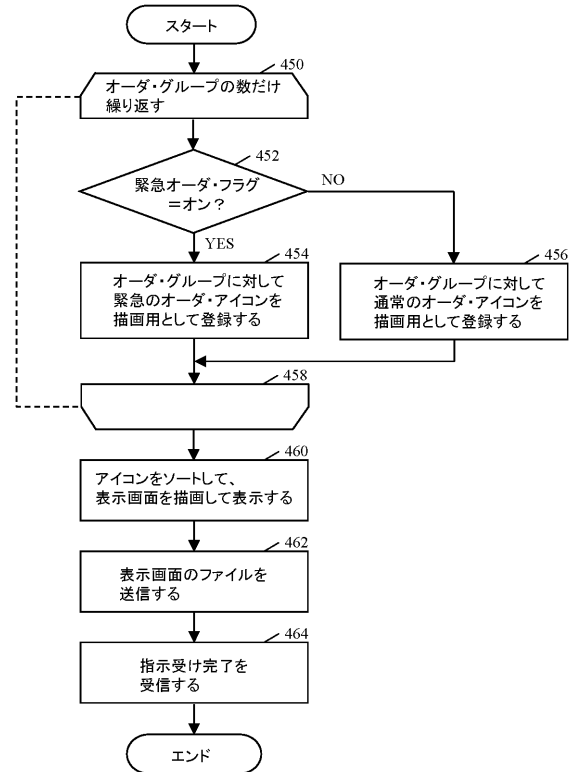 スタート
450
オーダ・グループの数だけ
繰り返す
452
緊急オーダ・フラグ
＝オン？
NO
YES
454
オーダ・グループに対して
緊急のオーダ・アイコンを
描画用として登録する
456
オーダ・グループに対して
通常のオーダ・アイコンを
描画用として登録する
458
460
アイコンをソートして、
表示画面を描画して表示する
462
表示画面のファイルを
送信する
464
指示受け完了を
受信する
エンド